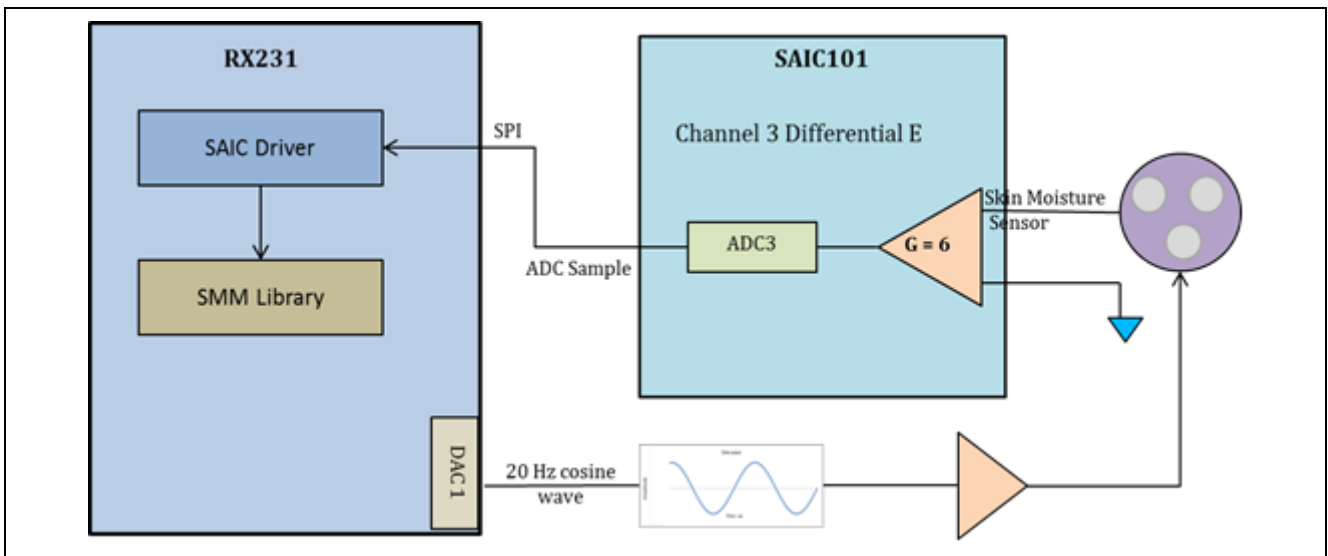 RX231
SAIC Driver
SMM Library
DAC 1
SPI
ADC Sample
SAIC101
Channel 3 Differential E
ADC3
G = 6
Skin Moisture
Sensor
20 Hz cosine
wave